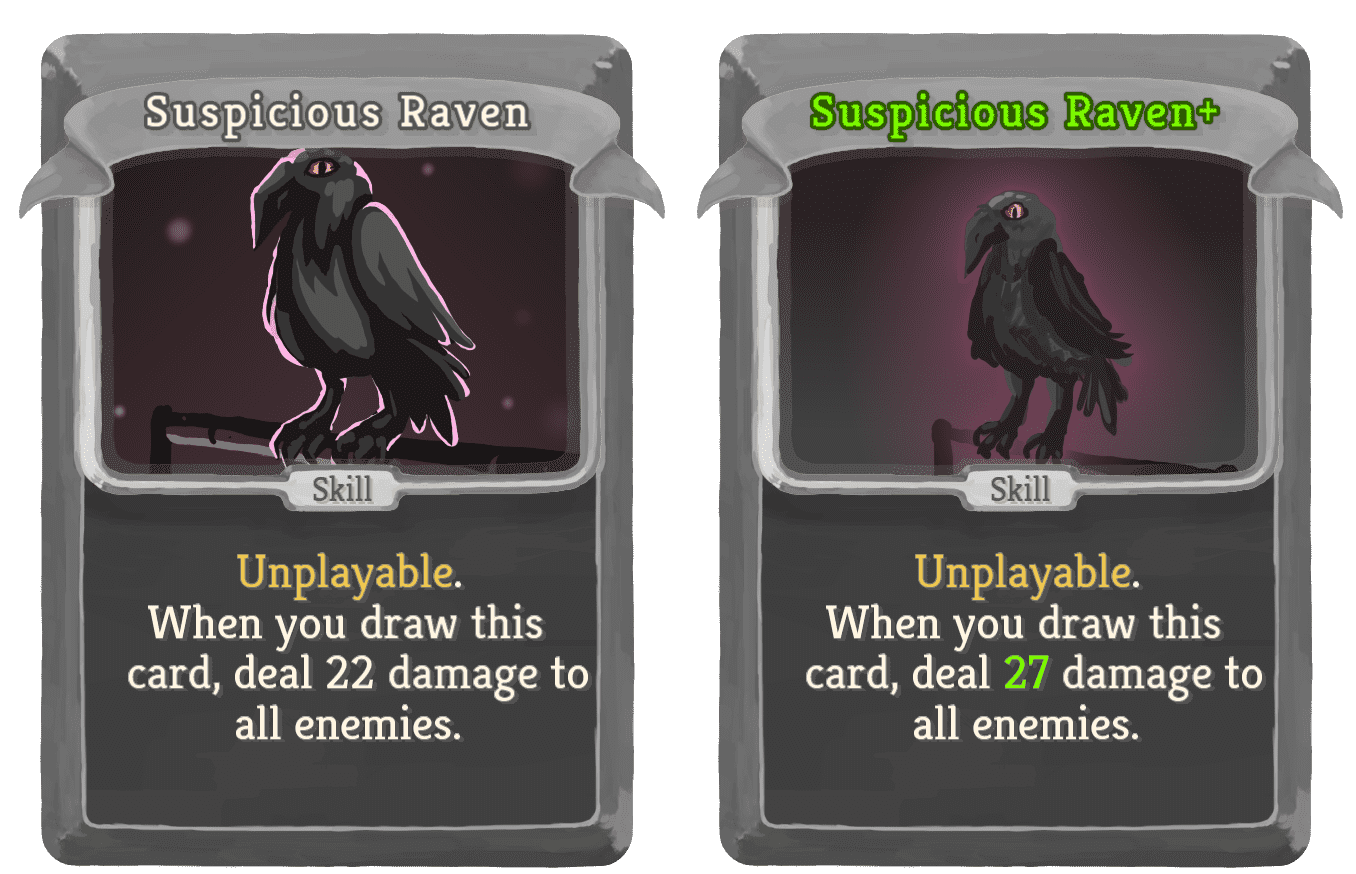 Suspicious Raven
Skill
Unplayable.
When you draw this
card, deal 22 damage to
all enemies.
Suspicious Raven+
Skill
Unplayable.
When you draw this
card, deal 27 damage to
all enemies.